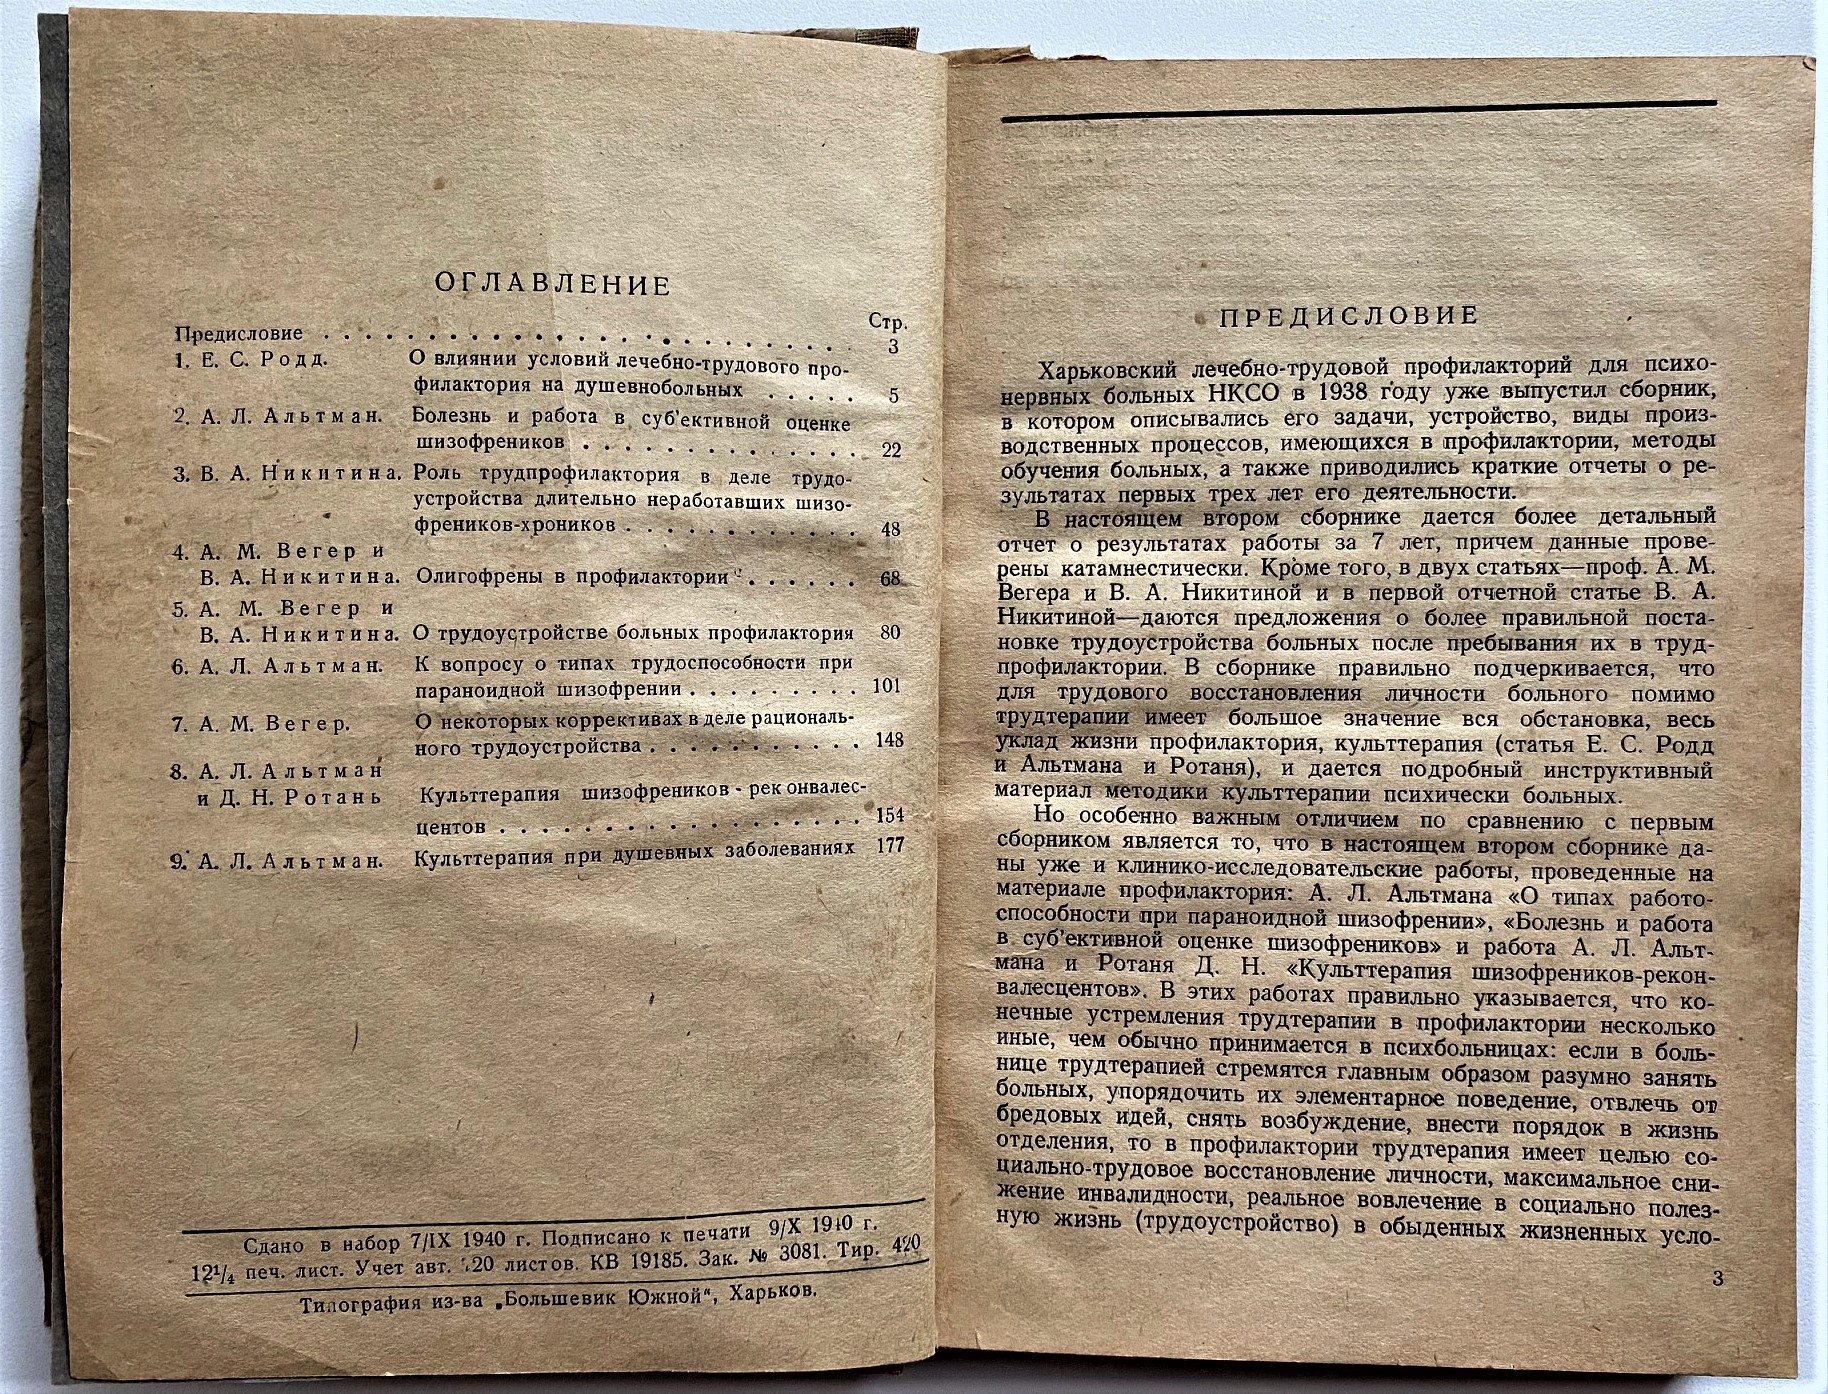 ОГЛАВЛЕНИЕ
Стр.
Предисловие . . . . . . . . . . . . . . . . . . . . . . . . 3
1. Е. С. Родд. О влиянии условий лечебно-трудового про-
филактория на душевнобольных . . . . . 5
2. А. Л. Альтман. Болезнь и работа в суб'ективной оценке
шизофреников . . . . . . . . . . . . . . 22
3. В. А. Никитина. Роль трудпрофилактория в деле трудо-
устройства длительно неработавших шизо-
фреников-хроников . . . . . . . . . . . 48
4. А. М. Вегер и
В. А. Никитина. Олигофрены в профилактории . . . . . . 68
5. А. М. Вегер и
В. А. Никитина. О трудоустройстве больных профилактория 80
6. А. Л. Альтман. К вопросу о типах трудоспособности при
параноидной шизофрении . . . . . . . . . 101
7. А. М. Вегер. О некоторых коррективах в деле рациональ-
ного трудоустройства . . . . . . . . . . . 148
8. А. Л. Альтман
и Д. Н. Ротань Культтерапия шизофреников-реконвалес-
центов . . . . . . . . . . . . . . . . . . 154
9. А. Л. Альтман. Культтерапия при душевных заболеваниях 177
Сдано в набор 7/IX 1940 г. Подписано к печати 9/X 1940 г.
12¹/₄ печ. лист. Учет авт. 20 листов. КВ 19185. Зак. № 3081. Тир. 420
Типография из-ва „Большевик Южной“, Харьков.
ПРЕДИСЛОВИЕ
Харьковский лечебно-трудовой профилакторий для психо-
нервных больных НКСО в 1938 году уже выпустил сборник,
в котором описывались его задачи, устройство, виды произ-
водственных процессов, имеющихся в профилактории, методы
обучения больных, а также приводились краткие отчеты о ре-
зультатах первых трех лет его деятельности.
В настоящем втором сборнике дается более детальный
отчет о результатах работы за 7 лет, причем данные прове-
рены катамнестически. Кроме того, в двух статьях—проф. А. М.
Вегера и В. А. Никитиной и в первой отчетной статье В. А.
Никитиной—даются предложения о более правильной поста-
новке трудоустройства больных после пребывания их в труд-
профилактории. В сборнике правильно подчеркивается, что
для трудового восстановления личности больного помимо
трудтерапии имеет большое значение вся обстановка, весь
уклад жизни профилактория, культтерапия (статья Е. С. Родд
и Альтмана и Ротаня), и дается подробный инструктивный
материал методики культтерапии психически больных.
Но особенно важным отличием по сравнению с первым
сборником является то, что в настоящем втором сборнике да-
ны уже и клинико-исследовательские работы, проведенные на
материале профилактория: А. Л. Альтмана «О типах работо-
способности при параноидной шизофрении», «Болезнь и работа
в суб'ективной оценке шизофреников» и работа А. Л. Альт-
мана и Ротаня Д. Н. «Культтерапия шизофреников-рекон-
валесцентов». В этих работах правильно указывается, что ко-
нечные устремления трудтерапии в профилактории несколько
иные, чем обычно принимается в психбольницах: если в боль-
нице трудтерапией стремятся главным образом разумно занять
больных, упорядочить их элементарное поведение, отвлечь от
бредовых идей, снять возбуждение, внести порядок в жизнь
отделения, то в профилактории трудтерапия имеет целью со-
циально-трудовое восстановление личности, максимальное сни-
жение инвалидности, реальное вовлечение в социально полез-
ную жизнь (трудоустройство) в обыденных жизненных усло-
3